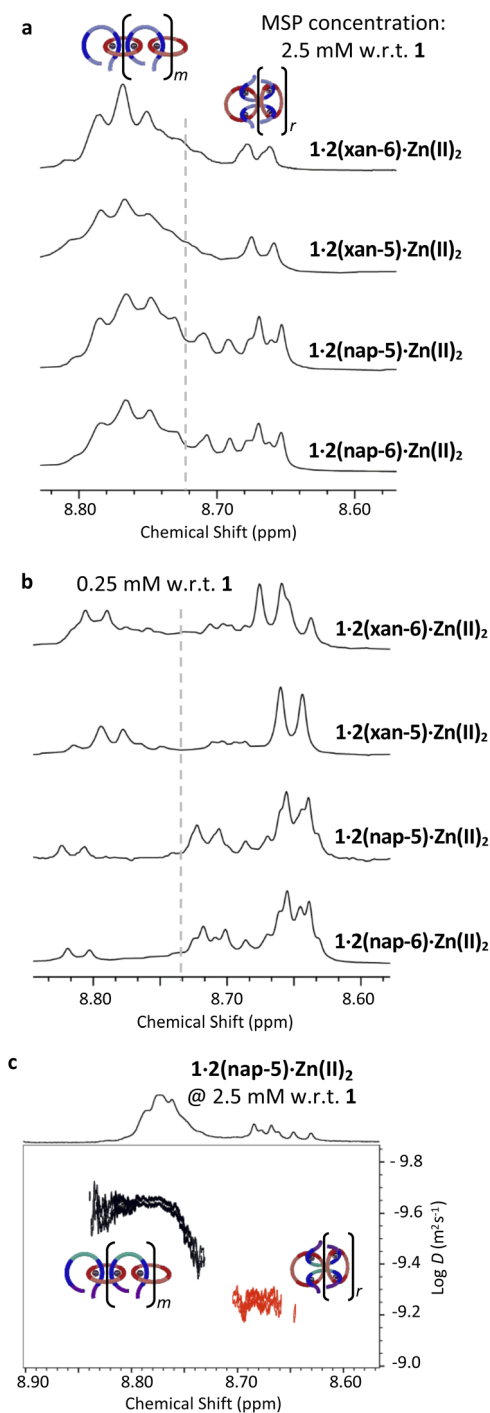 a
MSP concentration:
2.5 mM w.r.t. 1
m
r
1·2(xan-6)·Zn(II)₂
1·2(xan-5)·Zn(II)₂
1·2(nap-5)·Zn(II)₂
1·2(nap-6)·Zn(II)₂
8.80 8.70 8.60
Chemical Shift (ppm)
b
0.25 mM w.r.t. 1
1·2(xan-6)·Zn(II)₂
1·2(xan-5)·Zn(II)₂
1·2(nap-5)·Zn(II)₂
1·2(nap-6)·Zn(II)₂
8.80 8.70 8.60
Chemical Shift (ppm)
c
1·2(nap-5)·Zn(II)₂
@ 2.5 mM w.r.t. 1
- 9.8
-9.6
-9.4
-9.2
-9.0
Log D (m²s⁻¹)
m
r
8.90 8.80 8.70 8.60
Chemical Shift (ppm)